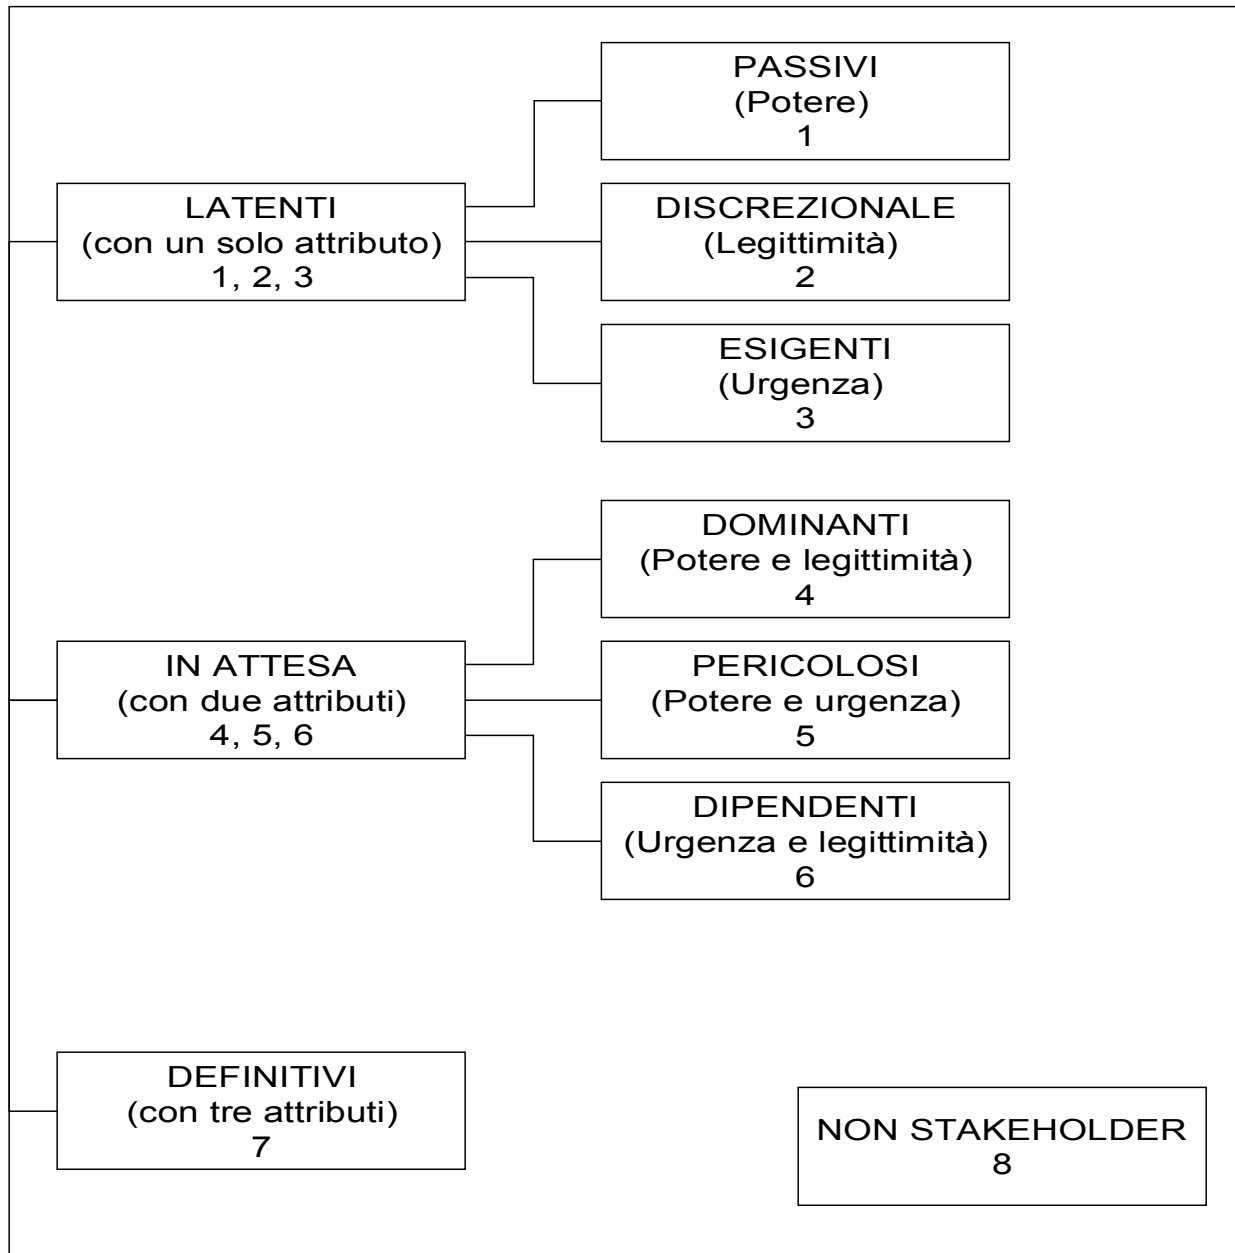 PASSIVI
(Potere)
1
LATENTI
(con un solo attributo)
1, 2, 3
DISCREZIONALE
(Legittimità)
2
ESIGENTI
(Urgenza)
3
DOMINANTI
(Potere e legittimità)
4
IN ATTESA
(con due attributi)
4, 5, 6
PERICOLOSI
(Potere e urgenza)
5
DIPENDENTI
(Urgenza e legittimità)
6
DEFINITIVI
(con tre attributi)
7
NON STAKEHOLDER
8